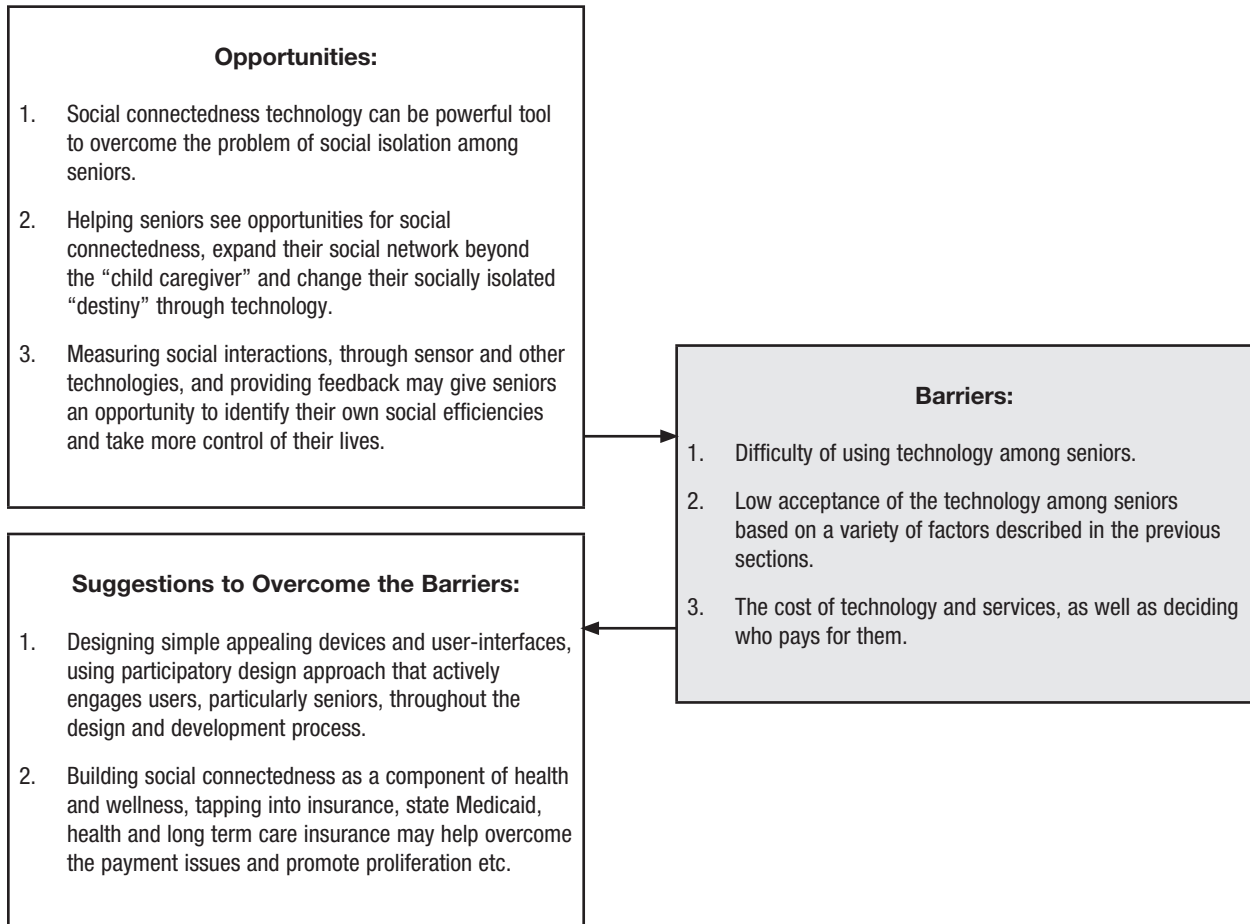 Opportunities:
1. Social connectedness technology can be powerful tool
to overcome the problem of social isolation among
seniors.
2. Helping seniors see opportunities for social
connectedness, expand their social network beyond
the “child caregiver” and change their socially isolated
“destiny” through technology.
3. Measuring social interactions, through sensor and other
technologies, and providing feedback may give seniors
an opportunity to identify their own social efficiencies
and take more control of their lives.
Barriers:
1. Difficulty of using technology among seniors.
2. Low acceptance of the technology among seniors
based on a variety of factors described in the previous
sections.
3. The cost of technology and services, as well as deciding
who pays for them.
Suggestions to Overcome the Barriers:
1. Designing simple appealing devices and user-interfaces,
using participatory design approach that actively
engages users, particularly seniors, throughout the
design and development process.
2. Building social connectedness as a component of health
and wellness, tapping into insurance, state Medicaid,
health and long term care insurance may help overcome
the payment issues and promote proliferation etc.